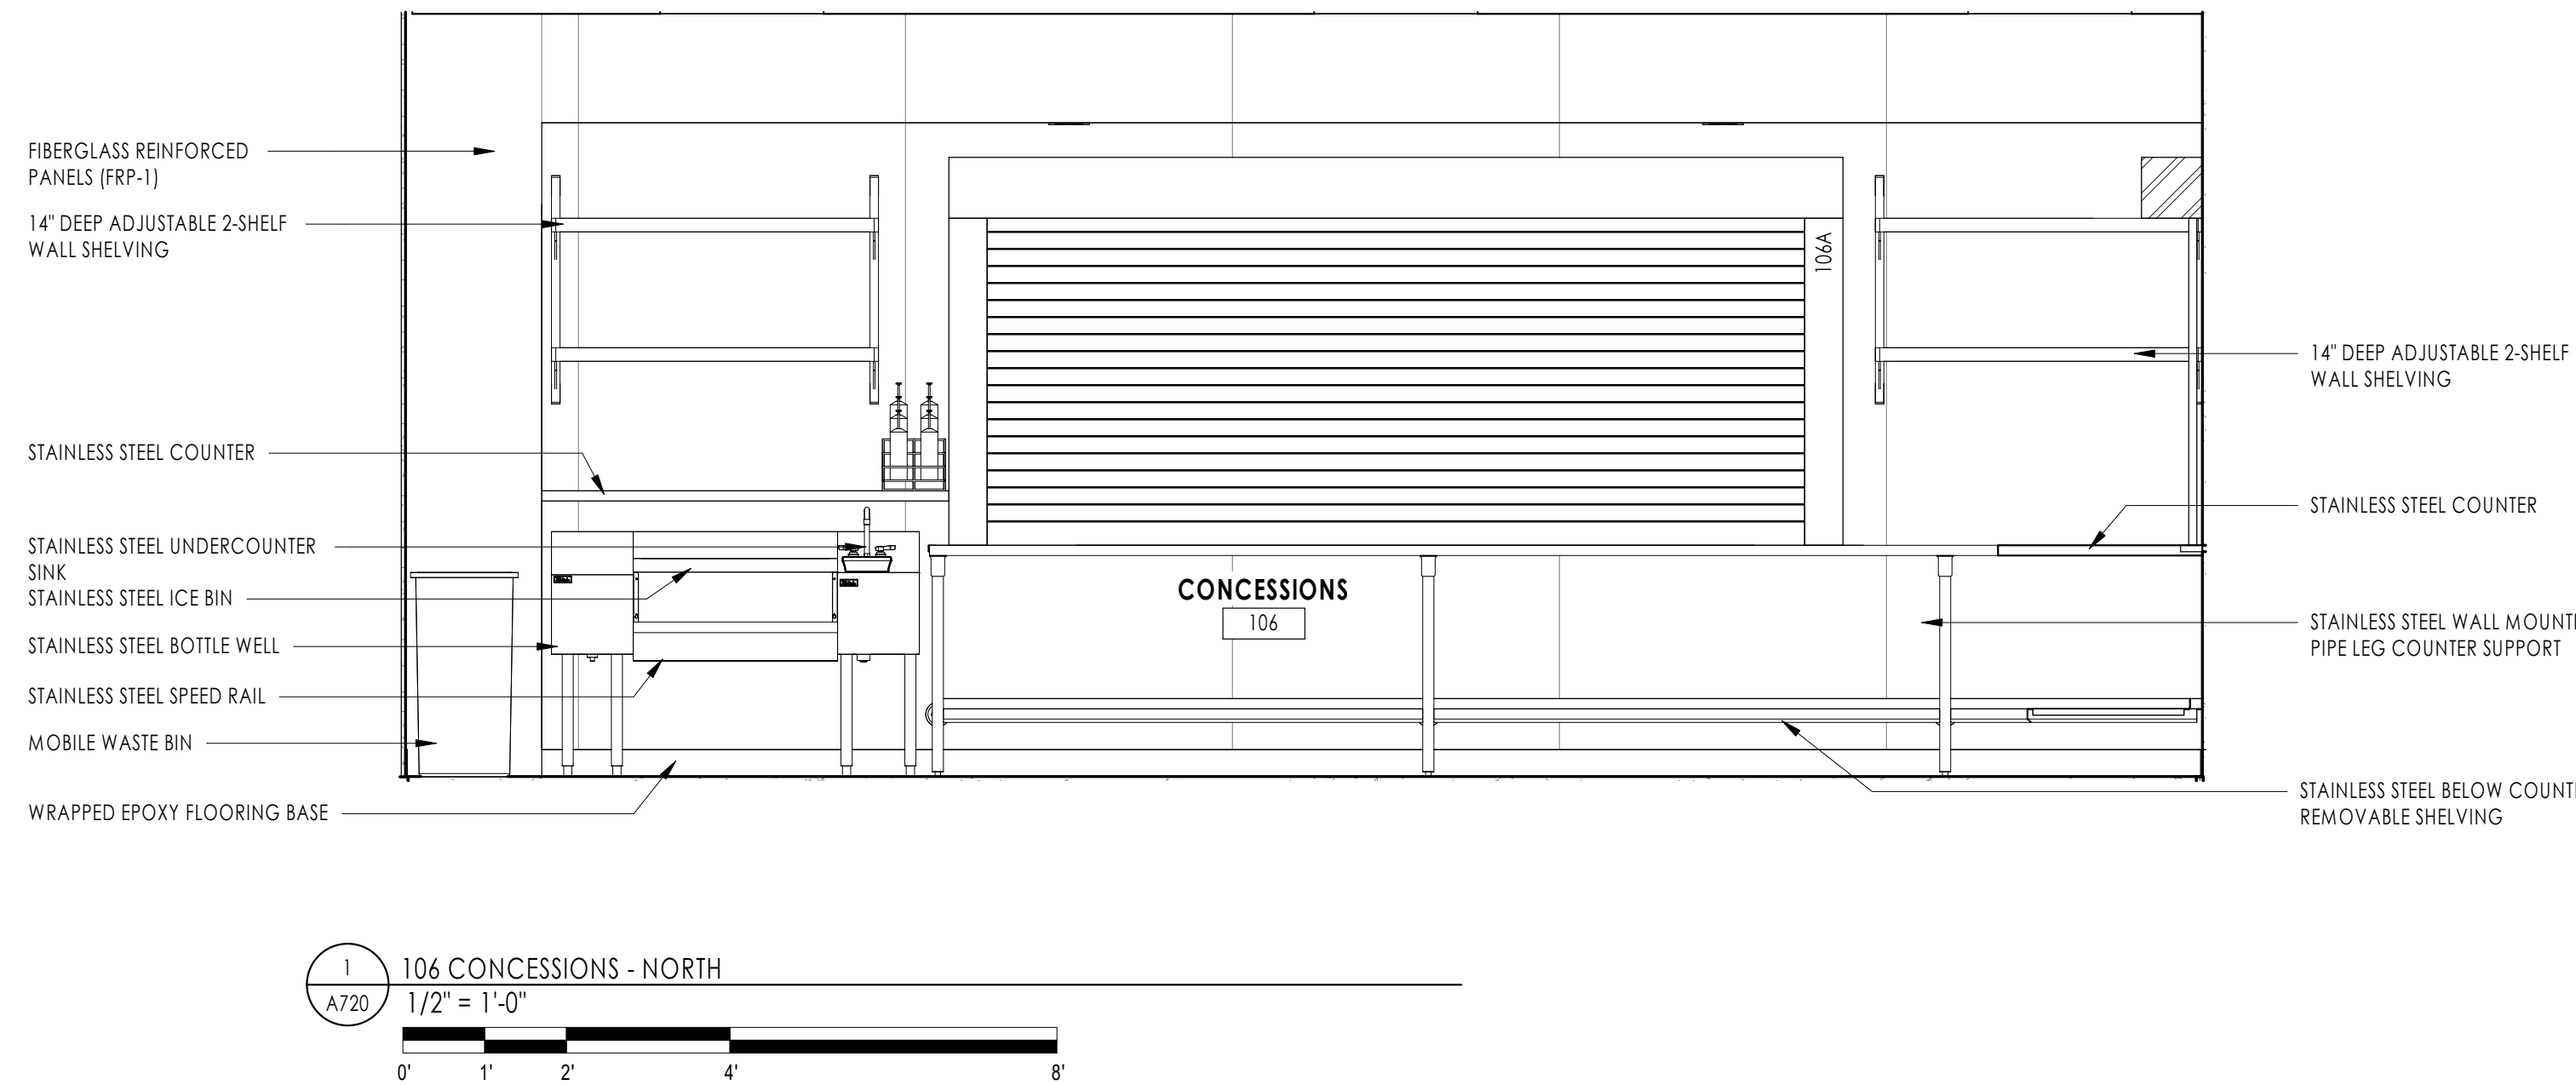 FIBERGLASS REINFORCED
PANELS (FRP-1)
14" DEEP ADJUSTABLE 2-SHELF
WALL SHELVING
STAINLESS STEEL COUNTER
STAINLESS STEEL UNDERCOUNTER
SINK
STAINLESS STEEL ICE BIN
STAINLESS STEEL BOTTLE WELL
STAINLESS STEEL SPEED RAIL
MOBILE WASTE BIN
WRAPPED EPOXY FLOORING BASE
106A
CONCESSIONS
106
14" DEEP ADJUSTABLE 2-SHELF
WALL SHELVING
STAINLESS STEEL COUNTER
STAINLESS STEEL WALL MOUNT
PIPE LEG COUNTER SUPPORT
STAINLESS STEEL BELOW COUNT
REMOVABLE SHELVING
1
A720
106 CONCESSIONS - NORTH
1/2" = 1'-0"
0' 1' 2' 4' 8'